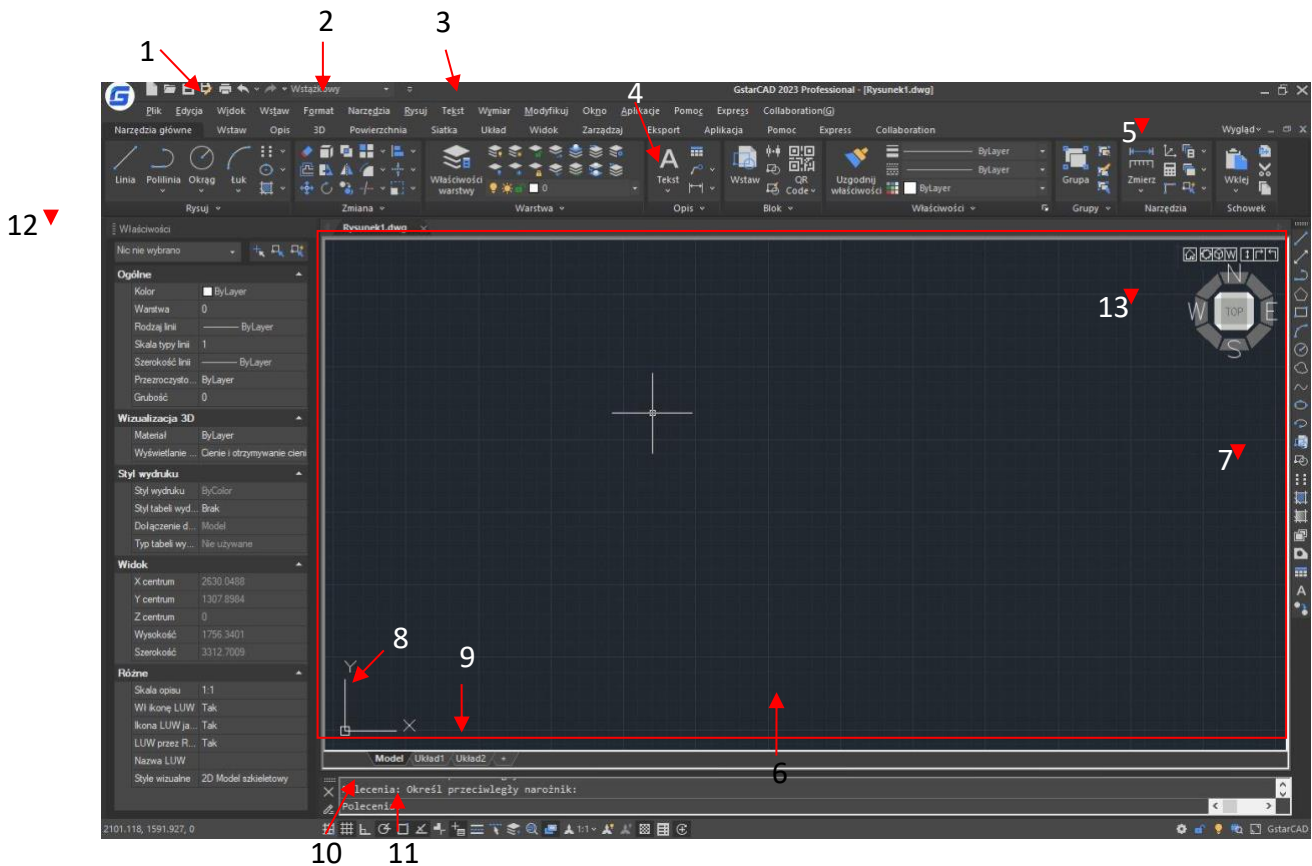 1 2 3
Wstążkowy
GstarCAD 2023 Professional - [Rysunek1.dwg]
Plik Edycja Widok Wstaw Format Narzędzia Rysuj Tekst Wymiar Modyfikuj Okno Aplikacje Pomoc Express Collaboration(G)
4
5
Narzędzia główne Wstaw Opis 3D Powierzchnia Siatka Układ Widok Zarządzaj Eksport Aplikacja Pomoc Express Collaboration Wygląd
Linia Polilinia Okrąg Łuk
Właściwości warstwy
0
A Tekst
Wstaw
QR Code
Uzgodnij właściwości
ByLayer
ByLayer
ByLayer
Grupa
Zmierz
Wklej
Rysuj Zmiana Warstwa Opis Blok Właściwości Grupy Narzędzia Schowek
12
Właściwości
Rysunek1.dwg
Nic nie wybrano
Ogólne
Kolor ByLayer
Warstwa 0
Rodzaj linii ByLayer
Skala typy linii 1
Szerokość linii ByLayer
Przezroczysto... ByLayer
Grubość 0
Wizualizacja 3D
Materiał ByLayer
Wyświetlanie ... Cienie i otrzymywanie cieni
Styl wydruku
Styl wydruku ByColor
Styl tabeli wyd... Brak
Dołączenie d... Model
Typ tabeli wy... Nie używane
Widok
X centrum 2630.0488
Y centrum 1307.8984
Z centrum 0
Wysokość 1756.3401
Szerokość 3312.7009
Różne
Skala opisu 1:1
Wł ikonę LUW Tak
Ikona LUW ja... Tak
LUW przez R... Tak
Nazwa LUW
Style wizualne 2D Model szkieletowy
W
N
13
W TOP E
S
7
A
8
9
Y
X
6
Model Układ1 Układ2 +
Określ przeciwległy narożnik:
2101.118, 1591.927, 0
1:1
GstarCAD
10 11